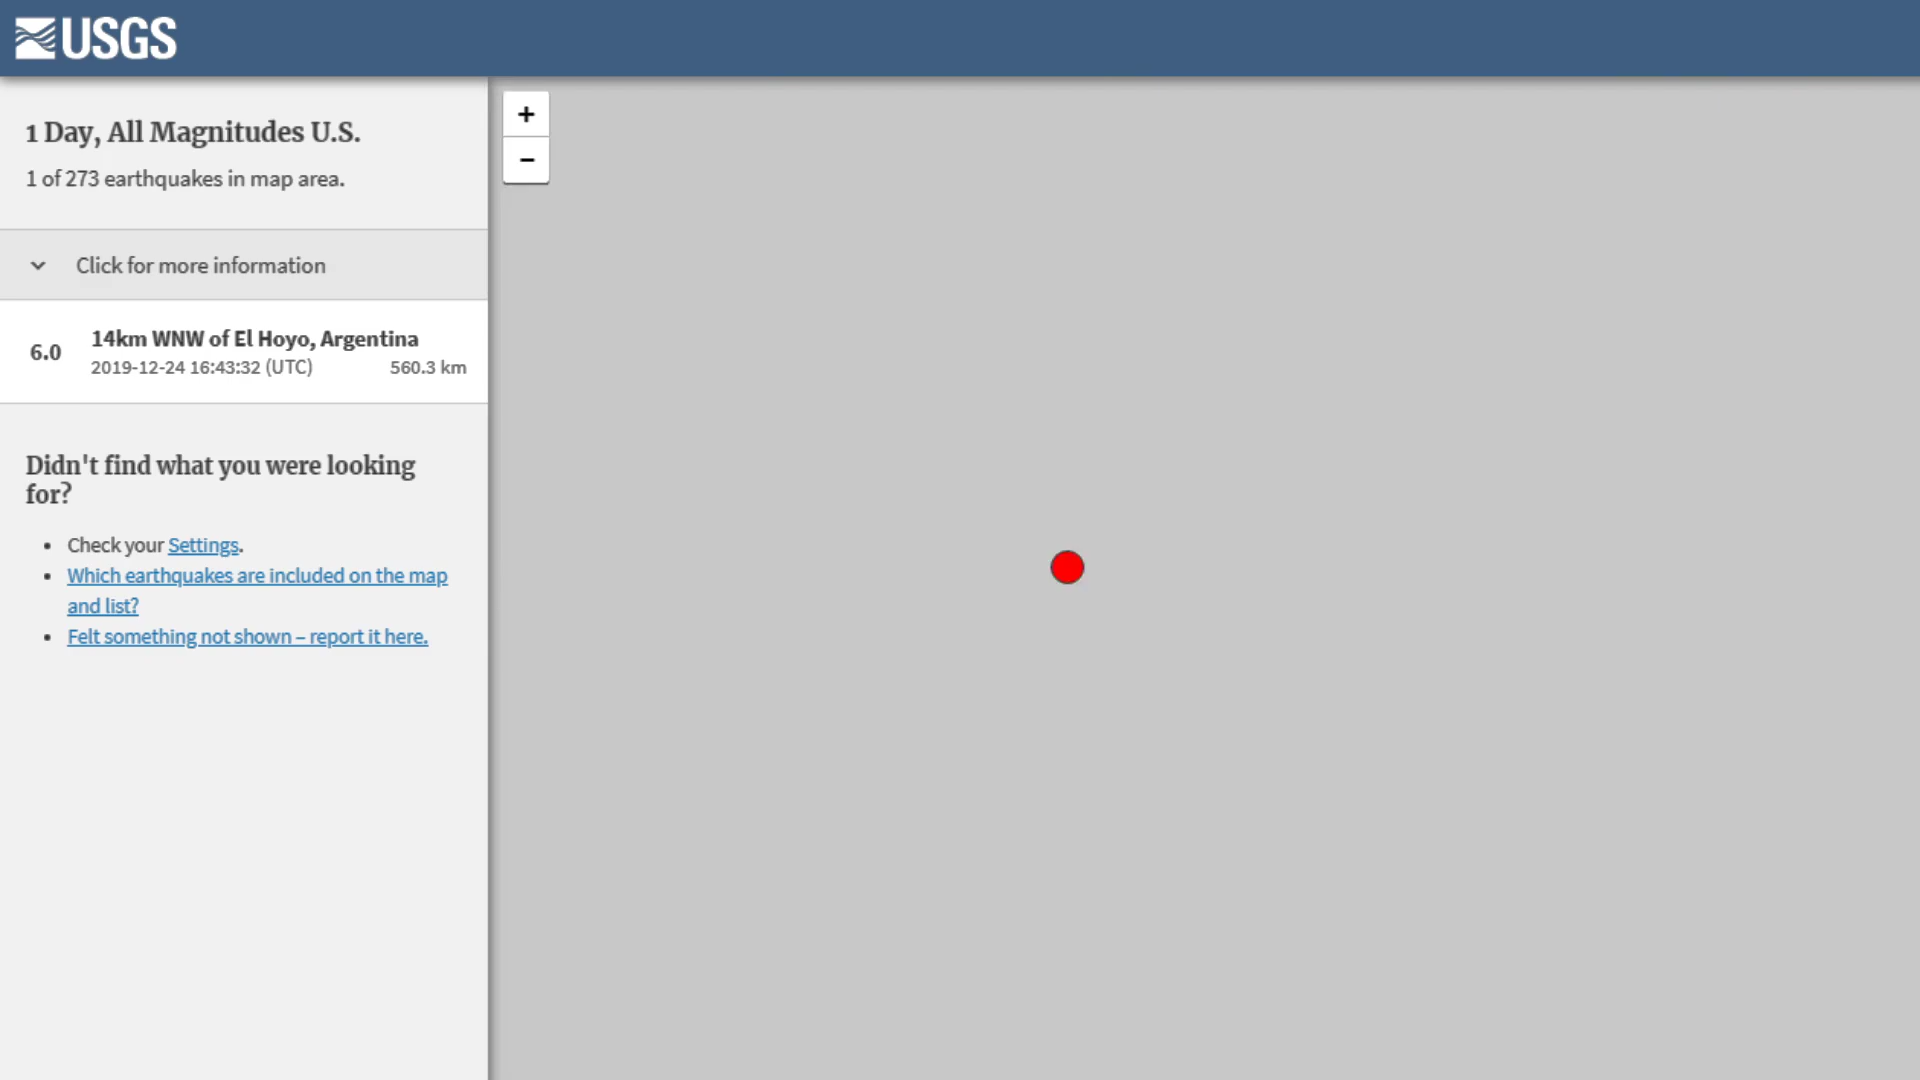 USGS
1 Day, All Magnitudes U.S.
1 of 273 earthquakes in map area.
Click for more information
6.0
14km WNW of El Hoyo, Argentina
2019-12-24 16:43:32 (UTC) 560.3 km
Didn't find what you were looking
for?
Check your Settings.
Which earthquakes are included on the map
and list?
Felt something not shown – report it here.
+
−